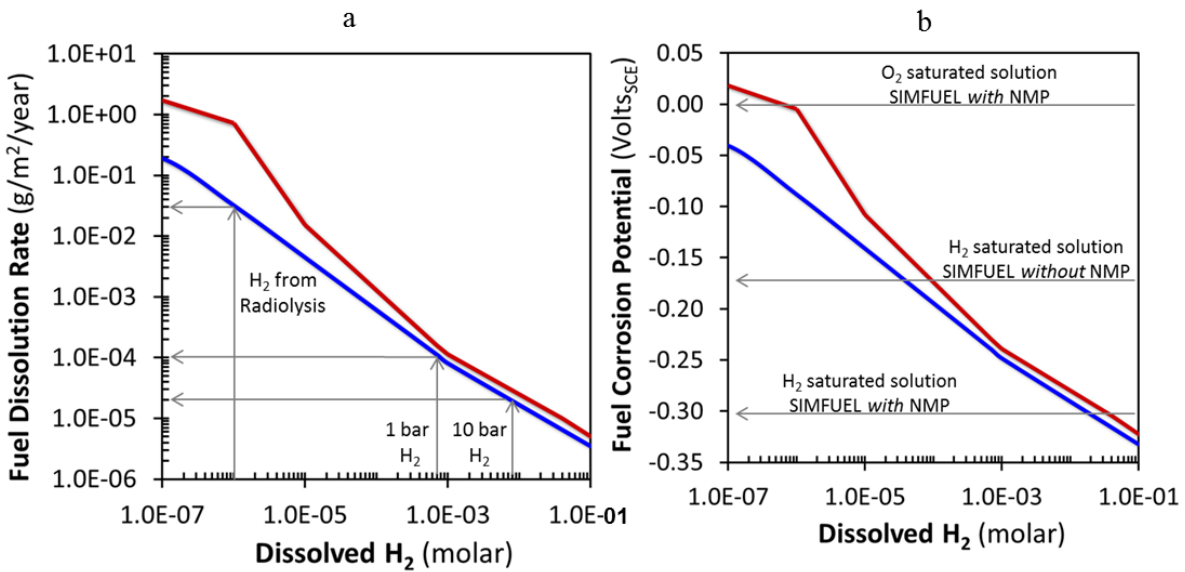 a
Fuel Dissolution Rate (g/m²/year)
1.0E+01
1.0E+00
1.0E-01
1.0E-02
1.0E-03
1.0E-04
1.0E-05
1.0E-06
H₂ from
Radiolysis
1 bar
H₂
10 bar
H₂
1.0E-07
1.0E-05
1.0E-03
1.0E-01
Dissolved H₂ (molar)
b
Fuel Corrosion Potential (Volts_SCE)
0.05
0.00
-0.05
-0.10
-0.15
-0.20
-0.25
-0.30
-0.35
O₂ saturated solution
SIMFUEL with NMP
H₂ saturated solution
SIMFUEL without NMP
H₂ saturated solution
SIMFUEL with NMP
1.0E-07
1.0E-05
1.0E-03
1.0E-01
Dissolved H₂ (molar)